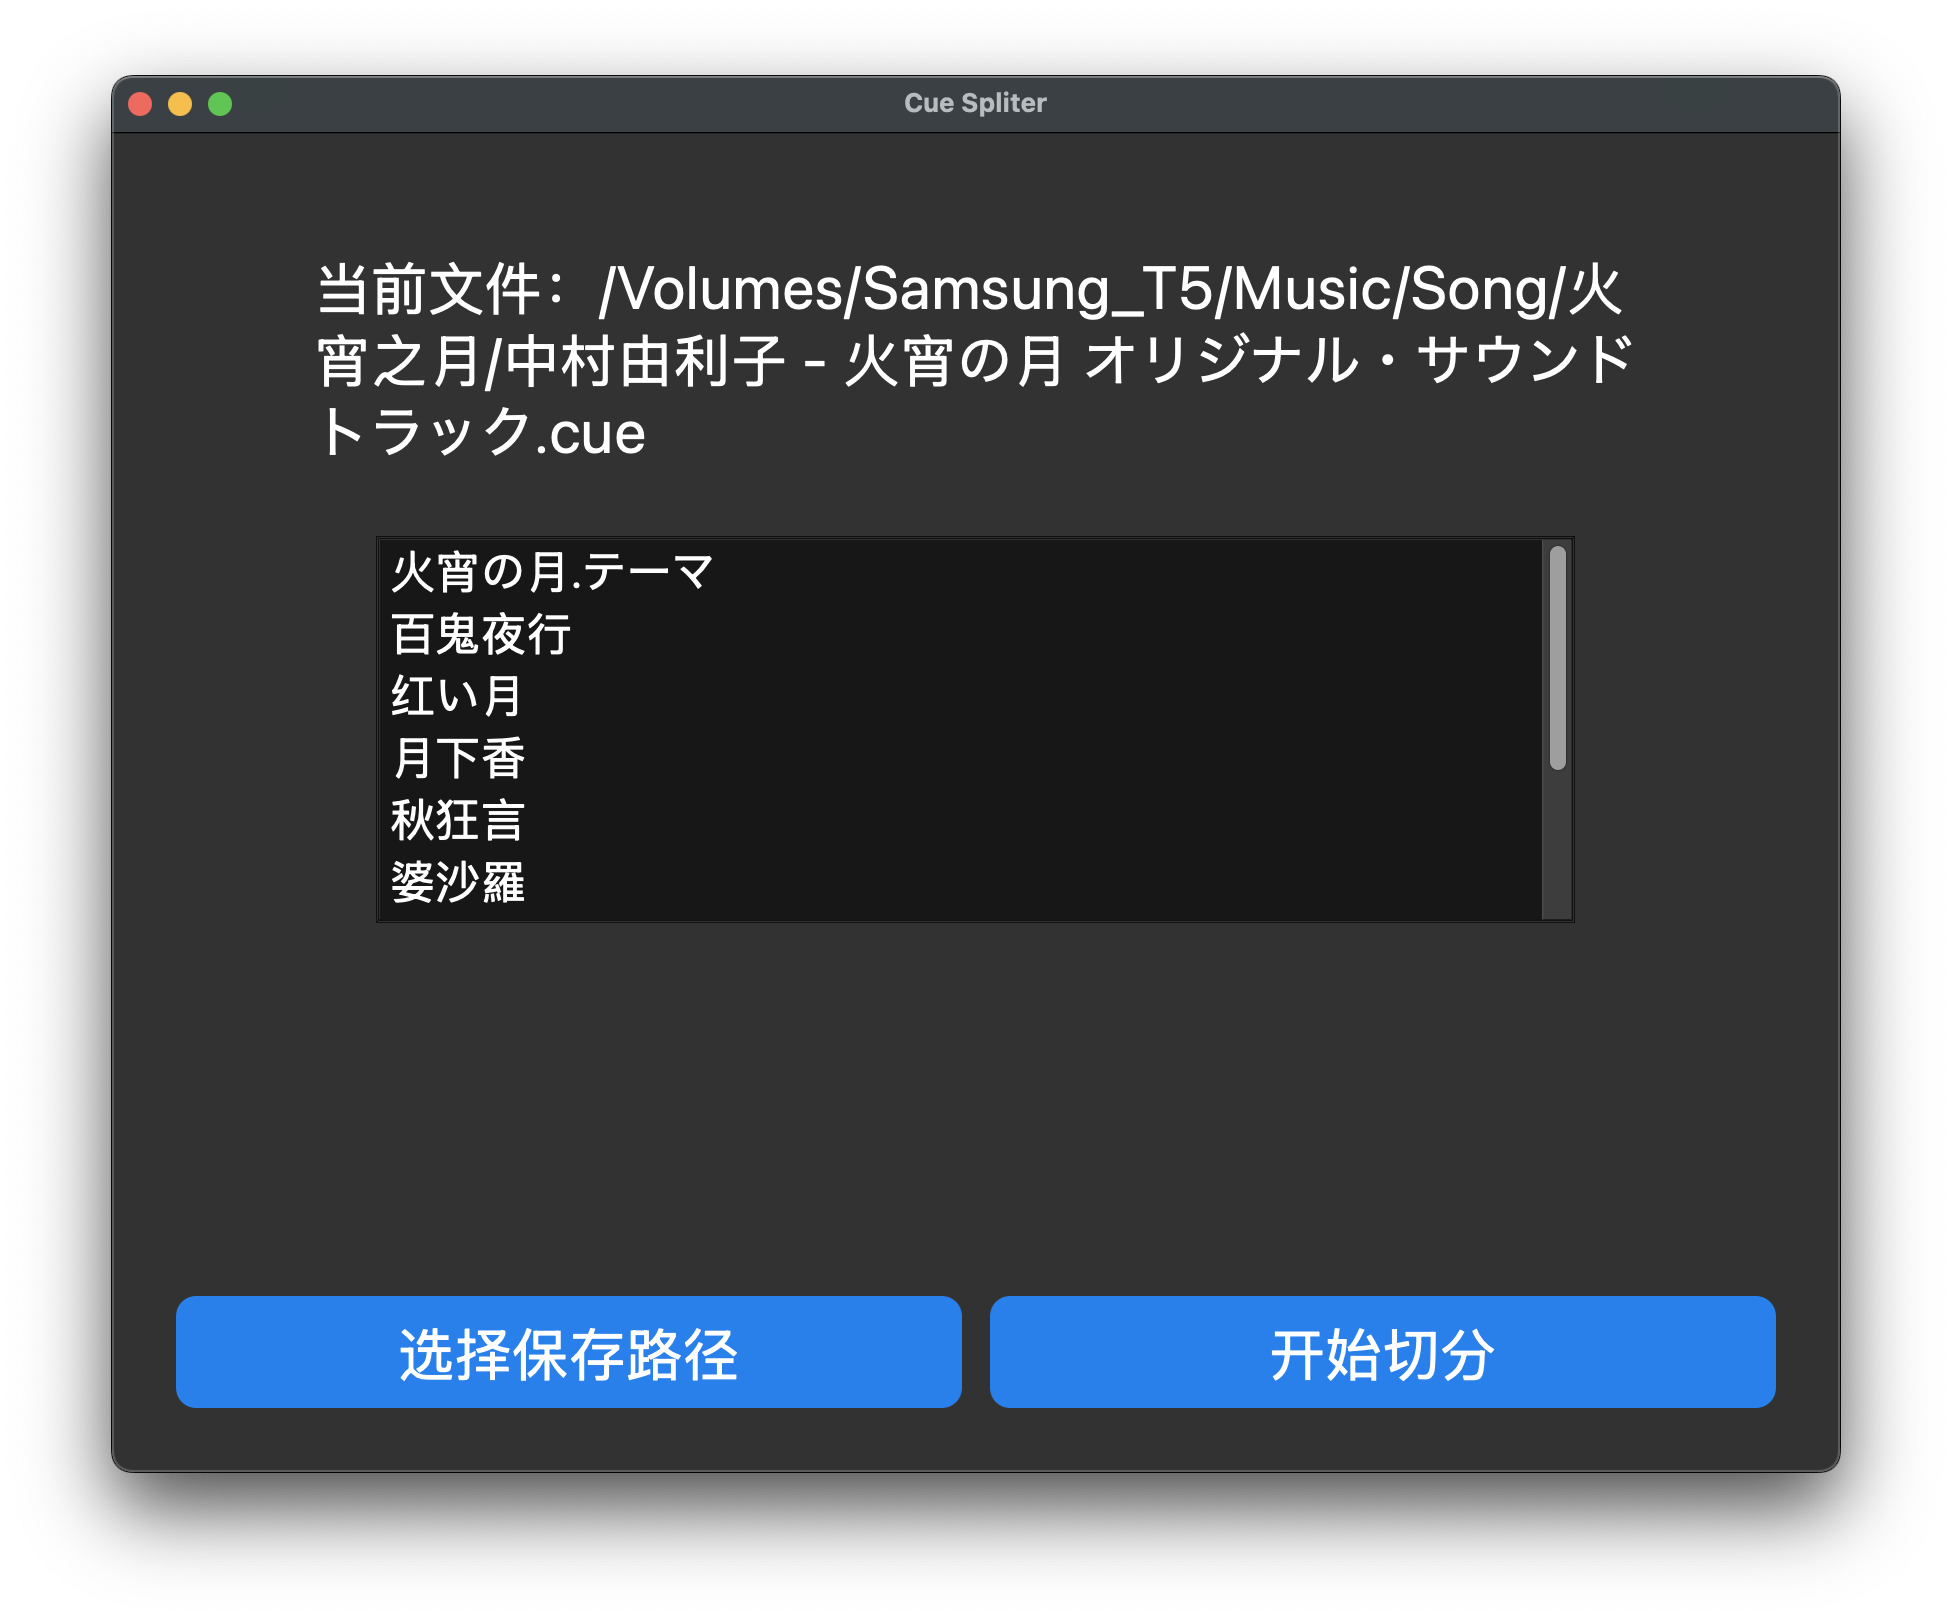 Cue Spliter
当前文件：/Volumes/Samsung_T5/Music/Song/火
宵之月/中村由利子 - 火宵の月 オリジナル・サウンド
トラック.cue
火宵の月.テーマ
百鬼夜行
红い月
月下香
秋狂言
婆沙羅
选择保存路径
开始切分